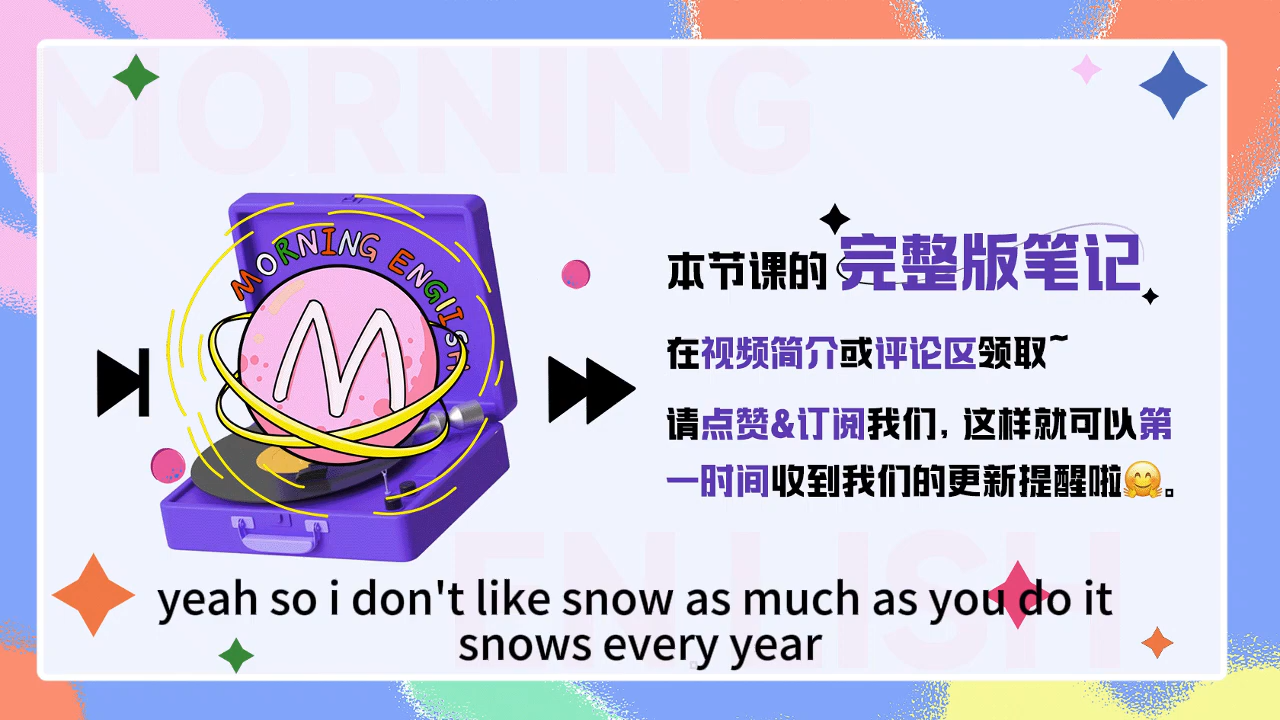 MORNING
MORNING ENGLISH
M
本节课的完整版笔记
在视频简介或评论区领取~
请点赞&订阅我们, 这样就可以第
一时间收到我们的更新提醒啦🤗。
ENLISH
yeah so i don't like snow as much as you do it
snows every year